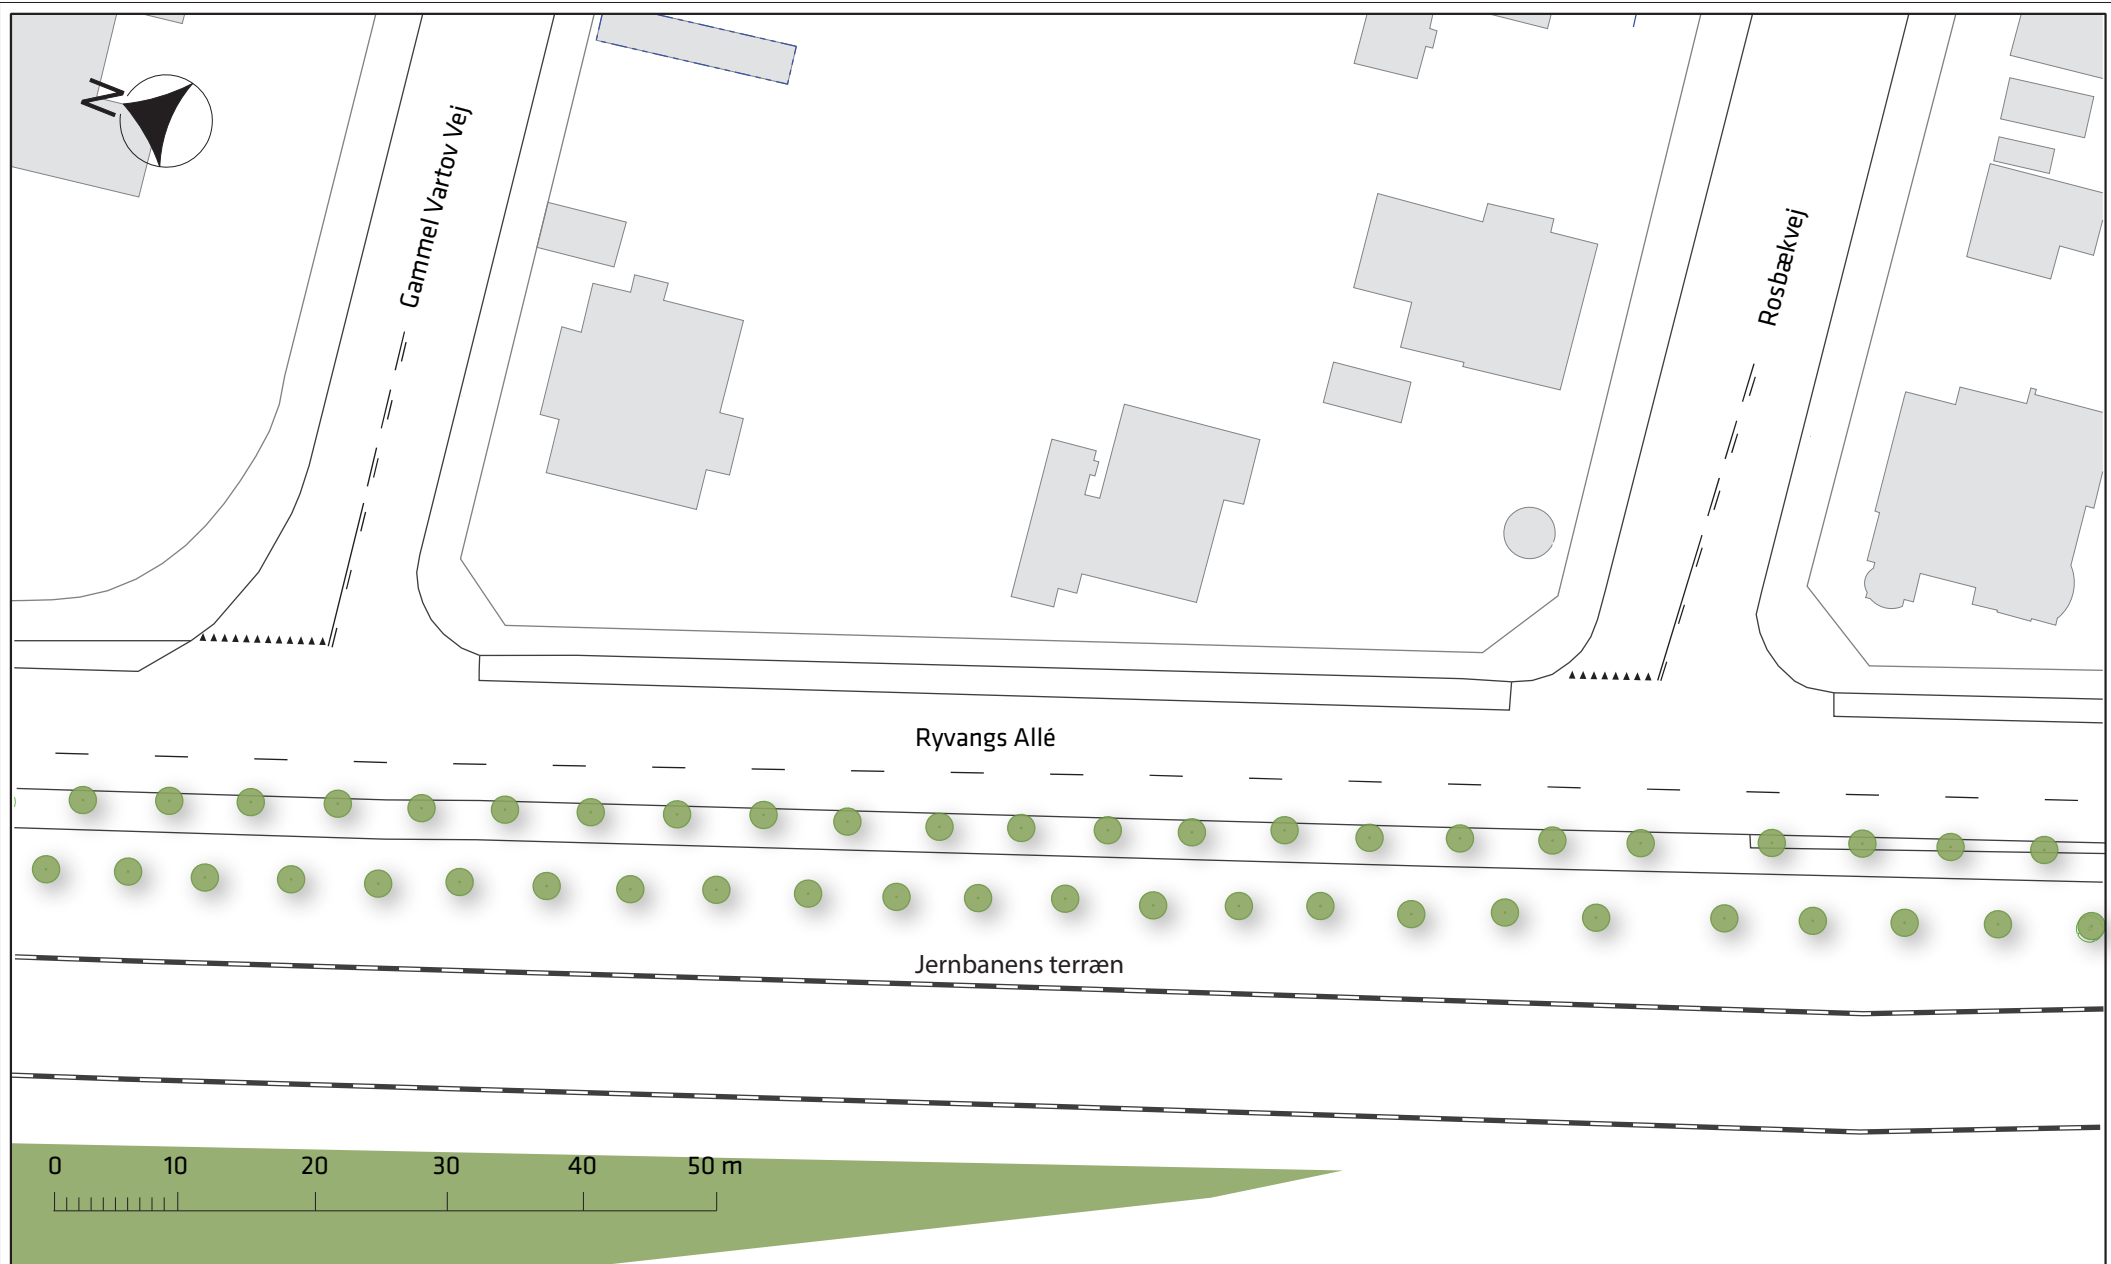 N
Gammel Vartov Vej
Rosbækvej
Ryvangs Allé
Jernbanens terræn
0 10 20 30 40 50 m